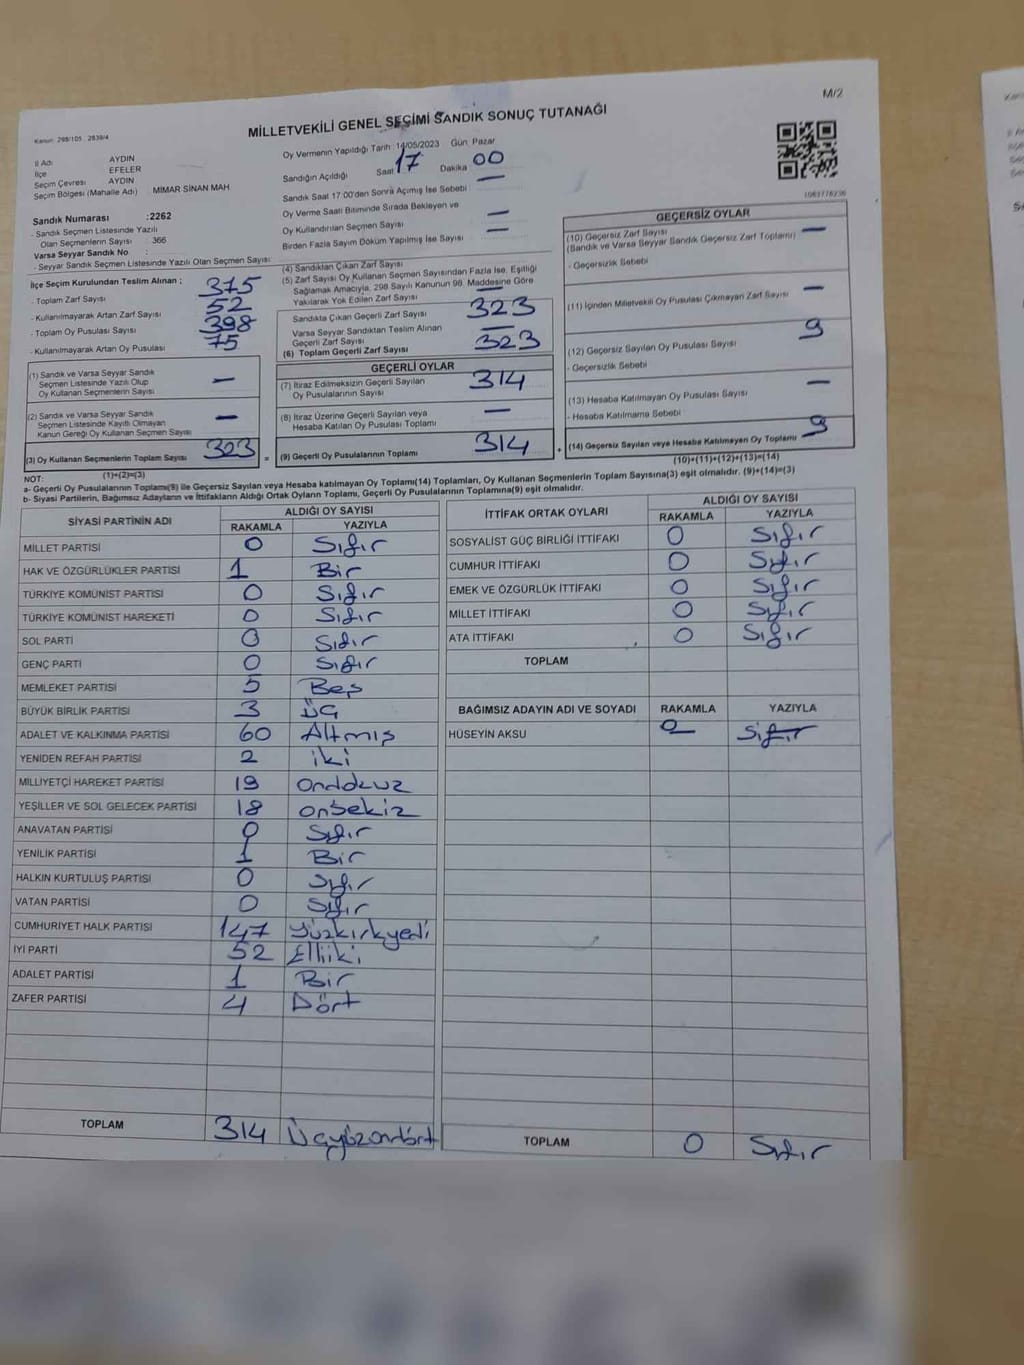 M/2
Kanun: 298/105 , 2839/4
MİLLETVEKİLİ GENEL SEÇİMİ SANDIK SONUÇ TUTANAĞI
İl Adı AYDIN
İlçe EFELER
Seçim Çevresi AYDIN
Seçim Bölgesi (Mahalle Adı) MİMAR SİNAN MAH
Sandık Numarası :2262
- Sandık Seçmen Listesinde Yazılı
Olan Seçmenlerin Sayısı : 366
Varsa Seyyar Sandık No :
- Seyyar Sandık Seçmen Listesinde Yazılı Olan Seçmen Sayısı:
Oy Vermenin Yapıldığı Tarih :14/05/2023 Gün: Pazar
Sandığın Açıldığı Saat 17 Dakika 00
Sandık Saat 17:00'den Sonra Açılmış İse Sebebi —
Oy Verme Saati Bitiminde Sırada Bekleyen ve
Oy Kullandırılan Seçmen Sayısı —
Birden Fazla Sayım Döküm Yapılmış İse Sayısı —
1083778236
İlçe Seçim Kurulundan Teslim Alınan ;
- Toplam Zarf Sayısı 375
- Kullanılmayarak Artan Zarf Sayısı 52
- Toplam Oy Pusulası Sayısı 398
- Kullanılmayarak Artan Oy Pusulası 75
(4) Sandıktan Çıkan Zarf Sayısı
(5) Zarf Sayısı Oy Kullanan Seçmen Sayısından Fazla İse, Eşitliği
Sağlamak Amacıyla, 298 Sayılı Kanunun 98. Maddesine Göre
Yakılarak Yok Edilen Zarf Sayısı —
Sandıkta Çıkan Geçerli Zarf Sayısı 323
Varsa Seyyar Sandıktan Teslim Alınan
Geçerli Zarf Sayısı —
(6) Toplam Geçerli Zarf Sayısı 323
(1) Sandık ve Varsa Seyyar Sandık
Seçmen Listesinde Yazılı Olup
Oy Kullanan Seçmenlerin Sayısı —
(2) Sandık ve Varsa Seyyar Sandık
Seçmen Listesinde Kayıtlı Olmayan
Kanun Gereği Oy Kullanan Seçmen Sayısı —
(3) Oy Kullanan Seçmenlerin Toplam Sayısı 323 =
(1)+(2)=(3)
GEÇERLİ OYLAR
(7) İtiraz Edilmeksizin Geçerli Sayılan
Oy Pusulalarının Sayısı 314
(8) İtiraz Üzerine Geçerli Sayılan veya
Hesaba Katılan Oy Pusulası Toplamı —
(9) Geçerli Oy Pusulalarının Toplamı 314 +
GEÇERSİZ OYLAR
(10) Geçersiz Zarf Sayısı
(Sandık ve Varsa Seyyar Sandık Geçersiz Zarf Toplamı) —
- Geçersizlik Sebebi
(11) İçinden Milletvekili Oy Pusulası Çıkmayan Zarf Sayısı —
(12) Geçersiz Sayılan Oy Pusulası Sayısı 9
- Geçersizlik Sebebi
(13) Hesaba Katılmayan Oy Pusulası Sayısı —
- Hesaba Katılmama Sebebi
(14) Geçersiz Sayılan veya Hesaba Katılmayan Oy Toplamı 9
(10)+(11)+(12)+(13)=(14)
NOT:
a- Geçerli Oy Pusulalarının Toplamı(9) ile Geçersiz Sayılan veya Hesaba katılmayan Oy Toplamı(14) Toplamları, Oy Kullanan Seçmenlerin Toplam Sayısına(3) eşit olmalıdır. (9)+(14)=(3)
b- Siyasi Partilerin, Bağımsız Adayların ve İttifakların Aldığı Ortak Oyların Toplamı, Geçerli Oy Pusulalarının Toplamına(9) eşit olmalıdır.
SİYASİ PARTİNİN ADI ALDIĞI OY SAYISI
RAKAMLA YAZIYLA
MİLLET PARTİSİ 0 Sıfır
HAK VE ÖZGÜRLÜKLER PARTİSİ 1 Bir
TÜRKİYE KOMÜNİST PARTİSİ 0 Sıfır
TÜRKİYE KOMÜNİST HAREKETİ 0 Sıfır
SOL PARTİ 0 Sıfır
GENÇ PARTİ 0 Sıfır
MEMLEKET PARTİSİ 5 Beş
BÜYÜK BİRLİK PARTİSİ 3 Üç
ADALET VE KALKINMA PARTİSİ 60 Altmış
YENİDEN REFAH PARTİSİ 2 iki
MİLLİYETÇİ HAREKET PARTİSİ 19 ondokuz
YEŞİLLER VE SOL GELECEK PARTİSİ 18 onsekiz
ANAVATAN PARTİSİ 0 Sıfır
YENİLİK PARTİSİ 1 Bir
HALKIN KURTULUŞ PARTİSİ 0 Sıfır
VATAN PARTİSİ 0 Sıfır
CUMHURİYET HALK PARTİSİ 147 yüzkırkyedi
İYİ PARTİ 52 Elliiki
ADALET PARTİSİ 1 Bir
ZAFER PARTİSİ 4 Dört
TOPLAM 314 Üçyüzondört
İTTİFAK ORTAK OYLARI ALDIĞI OY SAYISI
RAKAMLA YAZIYLA
SOSYALİST GÜÇ BİRLİĞİ İTTİFAKI 0 Sıfır
CUMHUR İTTİFAKI 0 Sıfır
EMEK VE ÖZGÜRLÜK İTTİFAKI 0 Sıfır
MİLLET İTTİFAKI 0 Sıfır
ATA İTTİFAKI 0 Sıfır
TOPLAM
BAĞIMSIZ ADAYIN ADI VE SOYADI RAKAMLA YAZIYLA
HÜSEYİN AKSU 0 Sıfır
TOPLAM 0 Sıfır